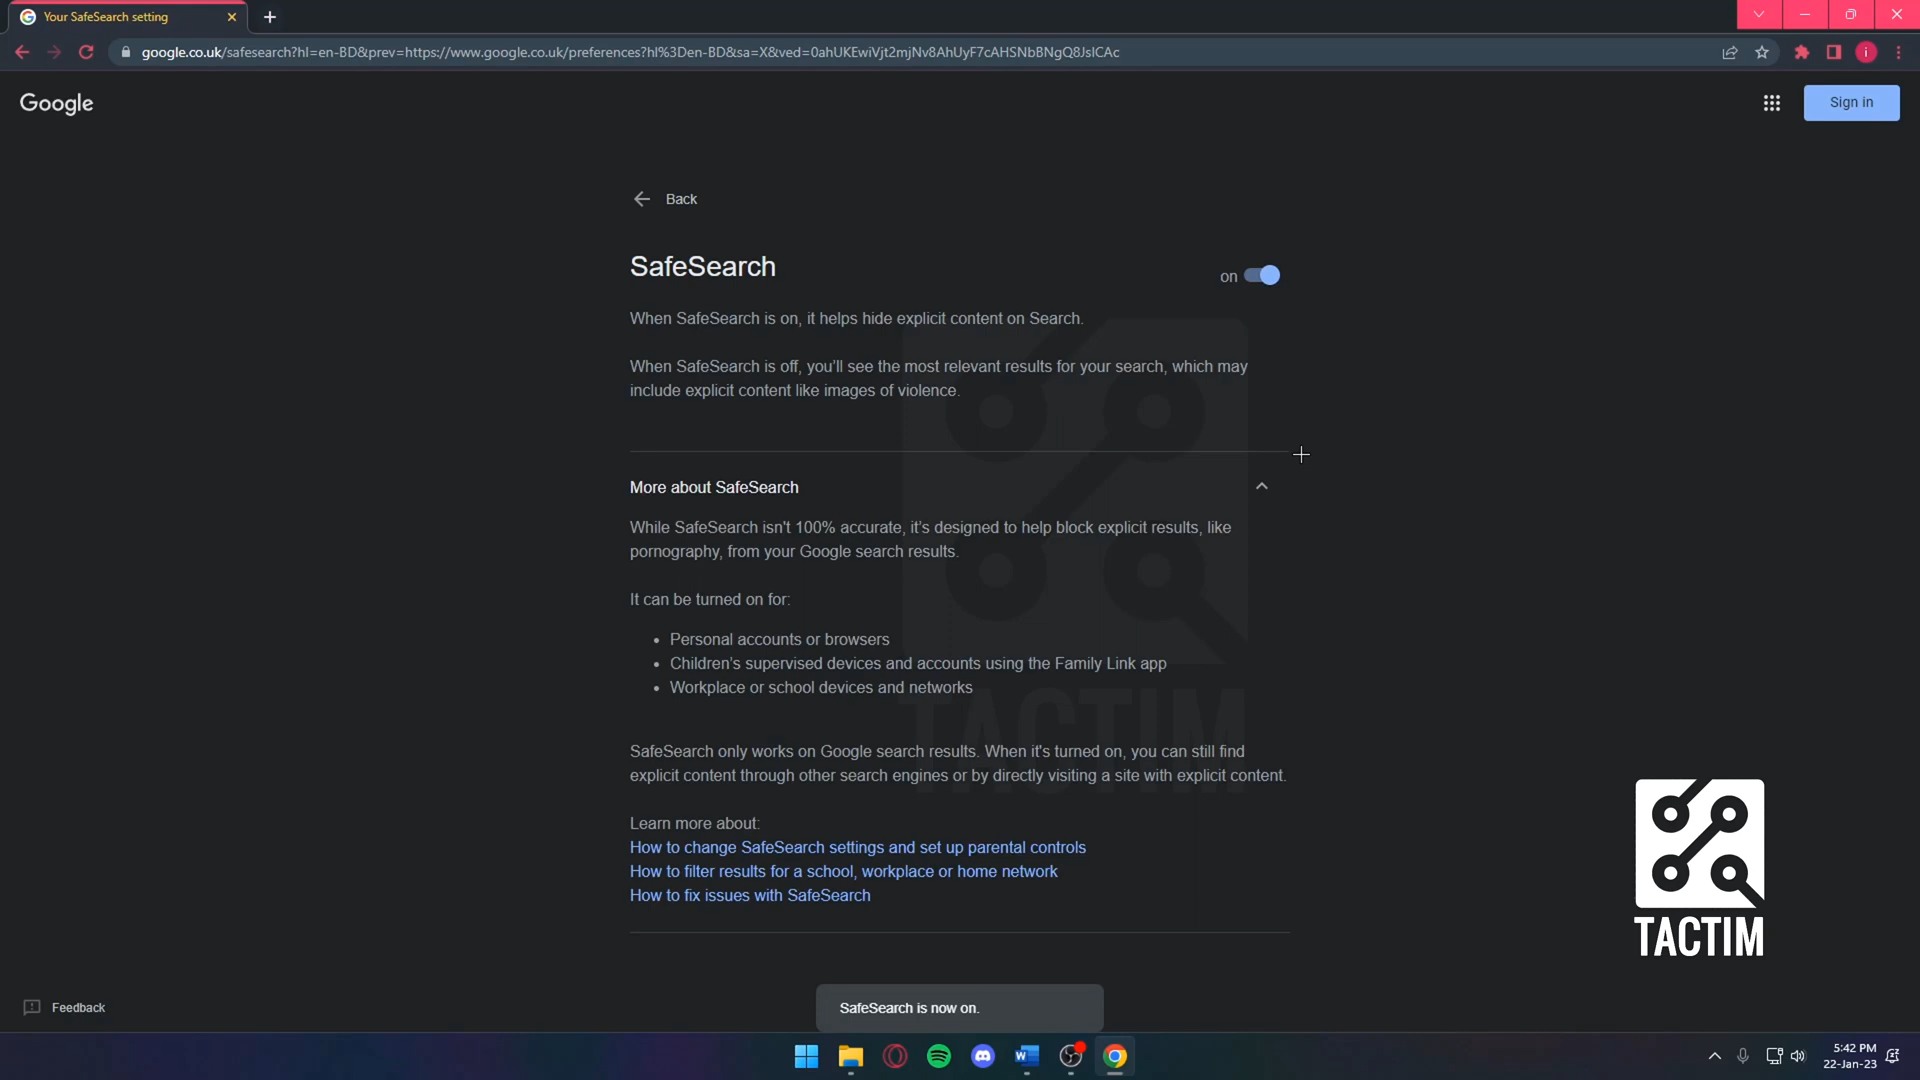 Your SafeSearch setting
google.co.uk/safesearch?hl=en-BD&prev=https://www.google.co.uk/preferences?hl%3Den-BD&sa=X&ved=0ahUKEwiVjt2mjNv8AhUyF7cAHSNbBNgQ8JsICAc
i
Google
Sign in
Back
SafeSearch
on
When SafeSearch is on, it helps hide explicit content on Search.
When SafeSearch is off, you'll see the most relevant results for your search, which may
include explicit content like images of violence.
More about SafeSearch
While SafeSearch isn't 100% accurate, it's designed to help block explicit results, like
pornography, from your Google search results.
It can be turned on for:
• Personal accounts or browsers
• Children's supervised devices and accounts using the Family Link app
• Workplace or school devices and networks
TACTIM
SafeSearch only works on Google search results. When it's turned on, you can still find
explicit content through other search engines or by directly visiting a site with explicit content.
Learn more about:
How to change SafeSearch settings and set up parental controls
How to filter results for a school, workplace or home network
How to fix issues with SafeSearch
TACTIM
Feedback
SafeSearch is now on.
5:42 PM
22-Jan-23